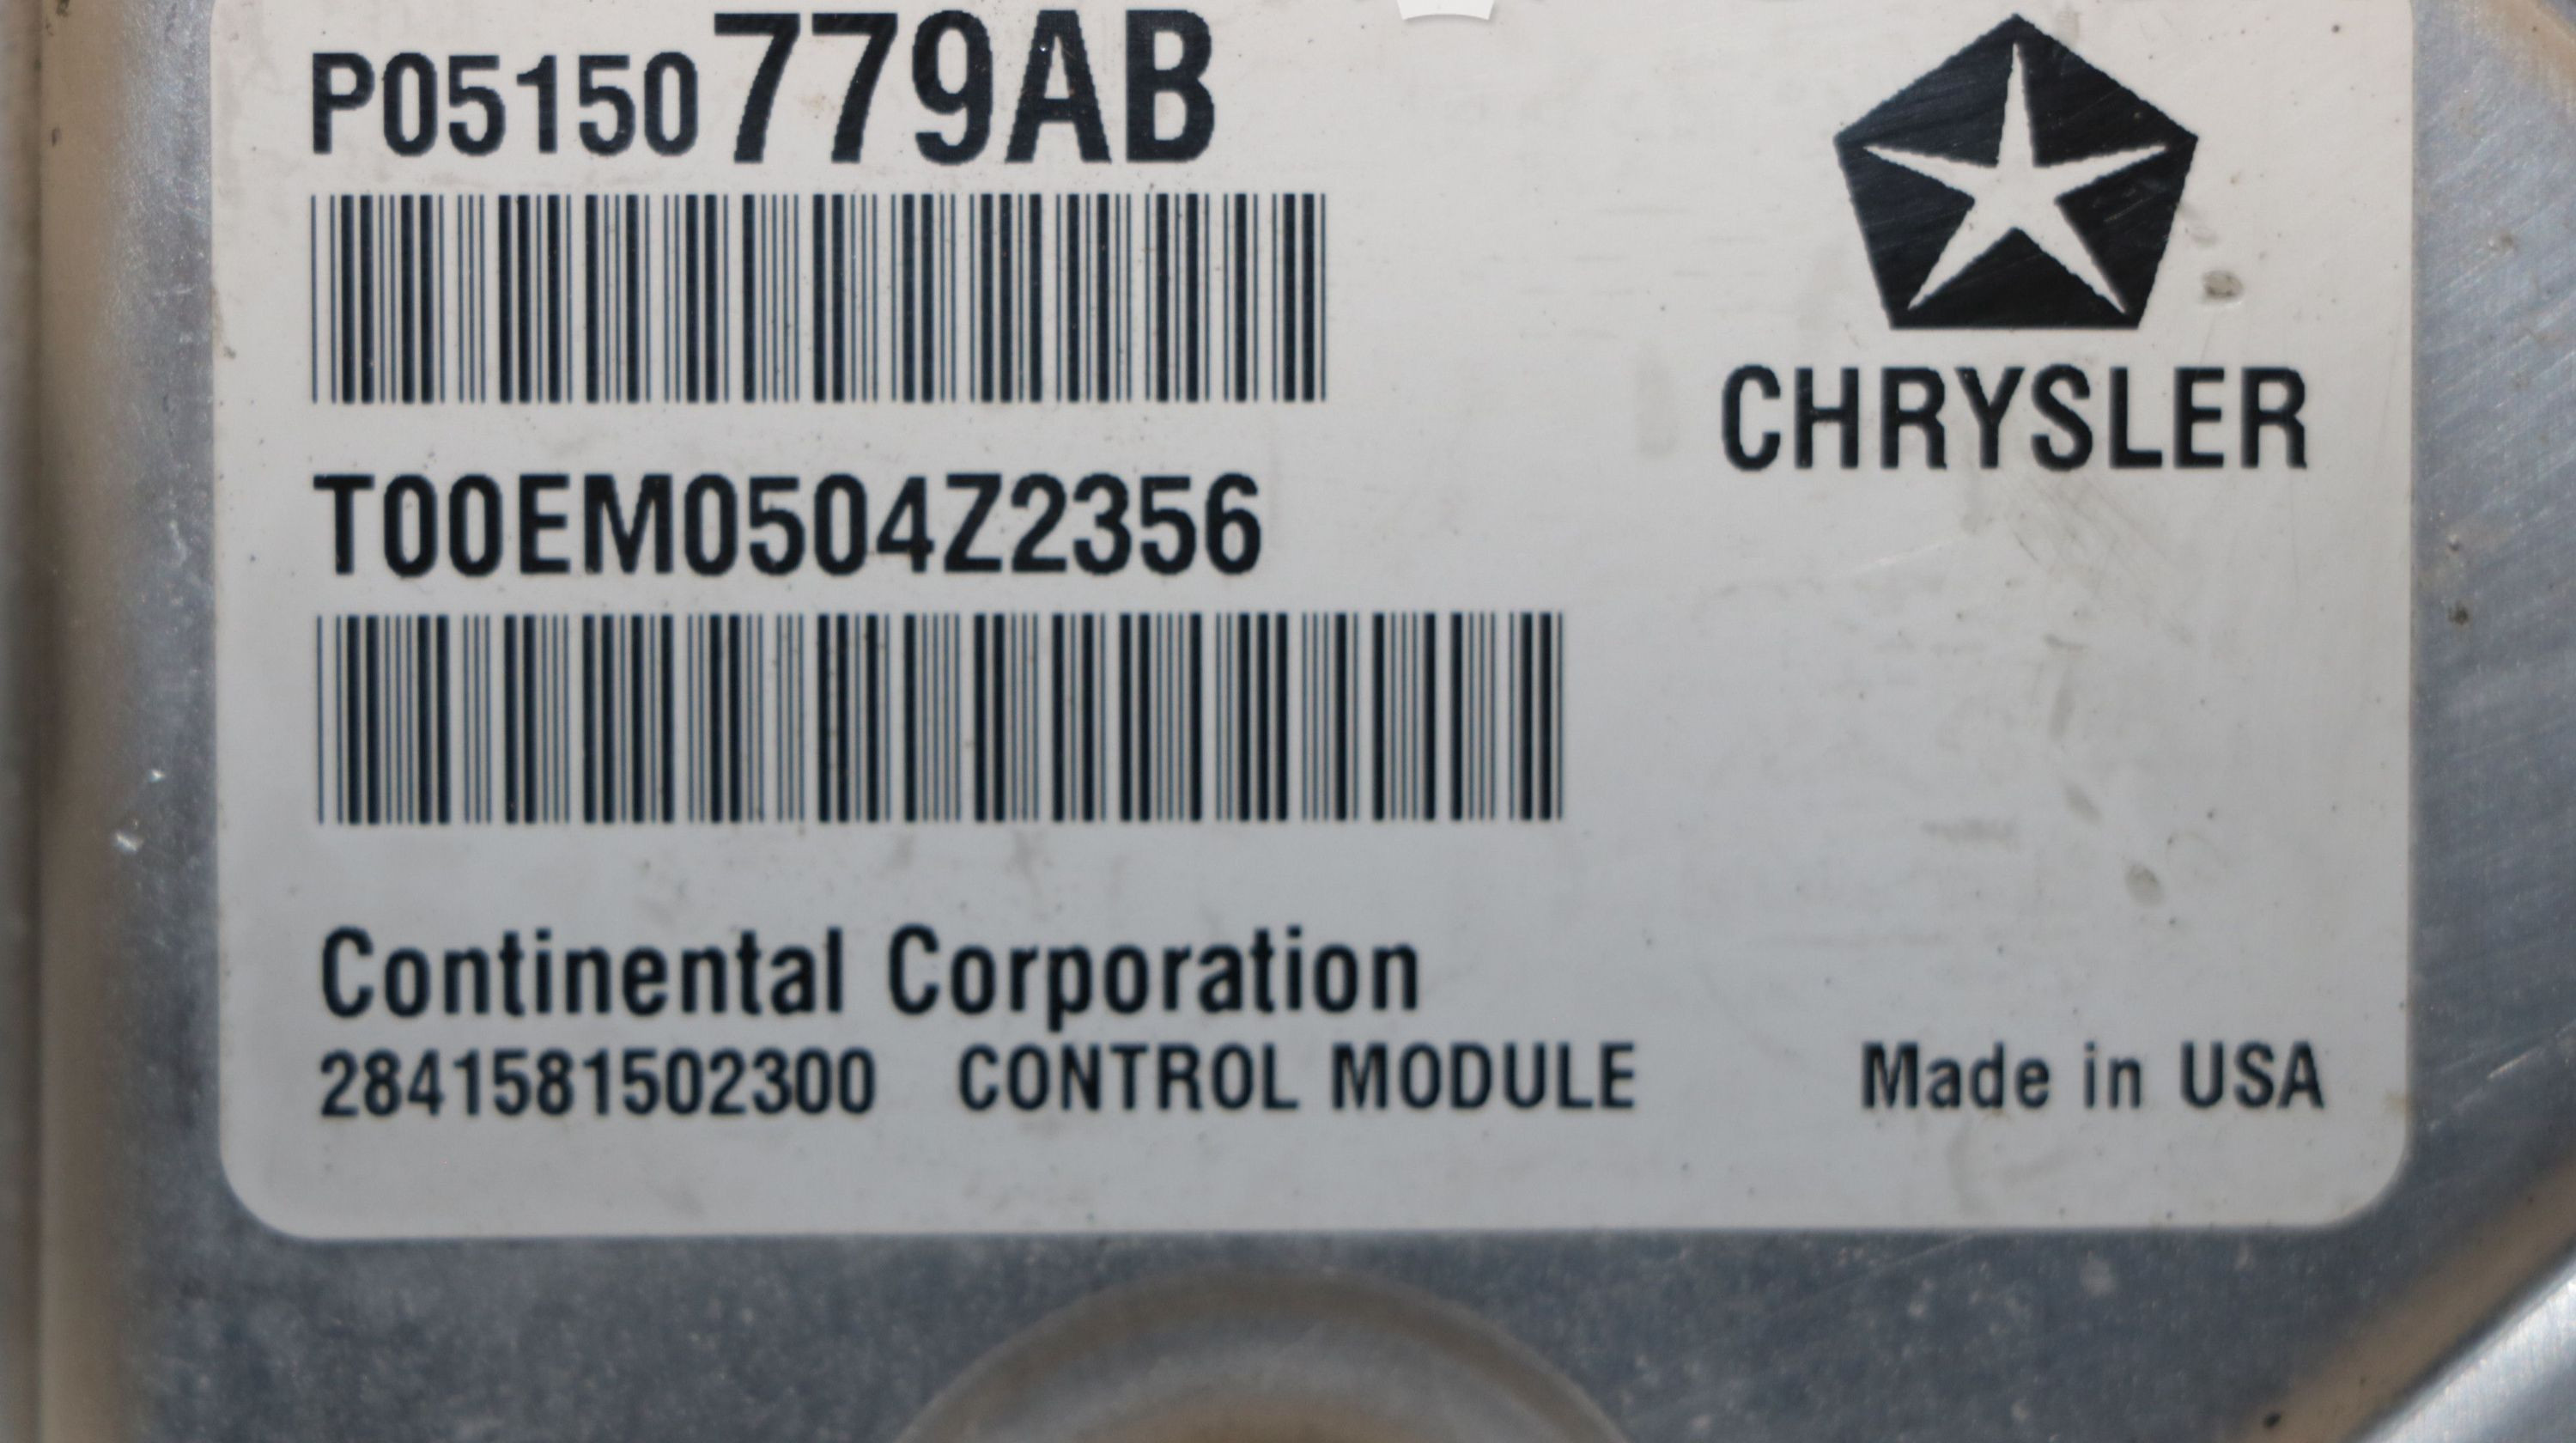 P05150779AB
CHRYSLER
T00EM0504Z2356
Continental Corporation
2841581502300 CONTROL MODULE Made in USA